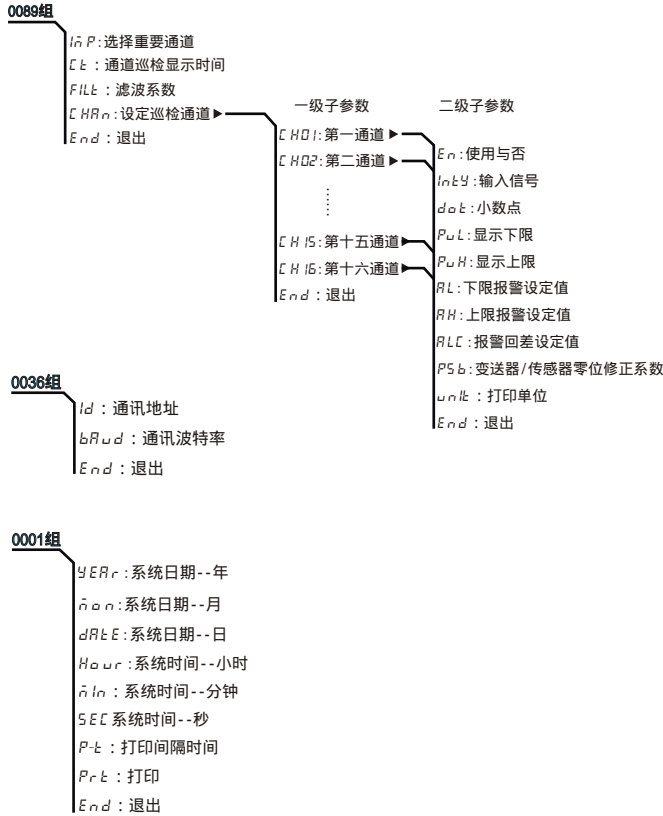 0089组
ImP:选择重要通道
Ct：通道巡检显示时间
FILt：滤波系数
CHAn:设定巡检通道▶
End：退出
一级子参数
CH01:第一通道▶
CH02:第二通道▶
……
CH15:第十五通道▶
CH16:第十六通道▶
End：退出
二级子参数
En:使用与否
IntY:输入信号
dot:小数点
PuL:显示下限
PuH:显示上限
AL:下限报警设定值
AH:上限报警设定值
ALC:报警回差设定值
PSb:变送器/传感器零位修正系数
unIt：打印单位
End：退出
0036组
Id：通讯地址
bAud：通讯波特率
End：退出
0001组
YEAr:系统日期--年
mon:系统日期--月
dAtE:系统日期--日
Hour:系统时间--小时
mIn：系统时间--分钟
SEC系统时间--秒
P-t：打印间隔时间
Prt：打印
End：退出